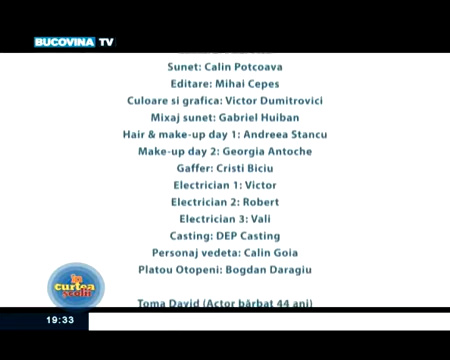 BUCOVINA TV
Sunet: Calin Potcoava
Editare: Mihai Cepes
Culoare si grafica: Victor Dumitrovici
Mixaj sunet: Gabriel Huiban
Hair & make-up day 1: Andreea Stancu
Make-up day 2: Georgia Antoche
Gaffer: Cristi Biciu
Electrician 1: Victor
Electrician 2: Robert
Electrician 3: Vali
Casting: DEP Casting
Personaj vedeta: Calin Goia
Platou Otopeni: Bogdan Daragiu
în
curtea
școlii
Toma David (Actor bărbat 44 ani)
19:33